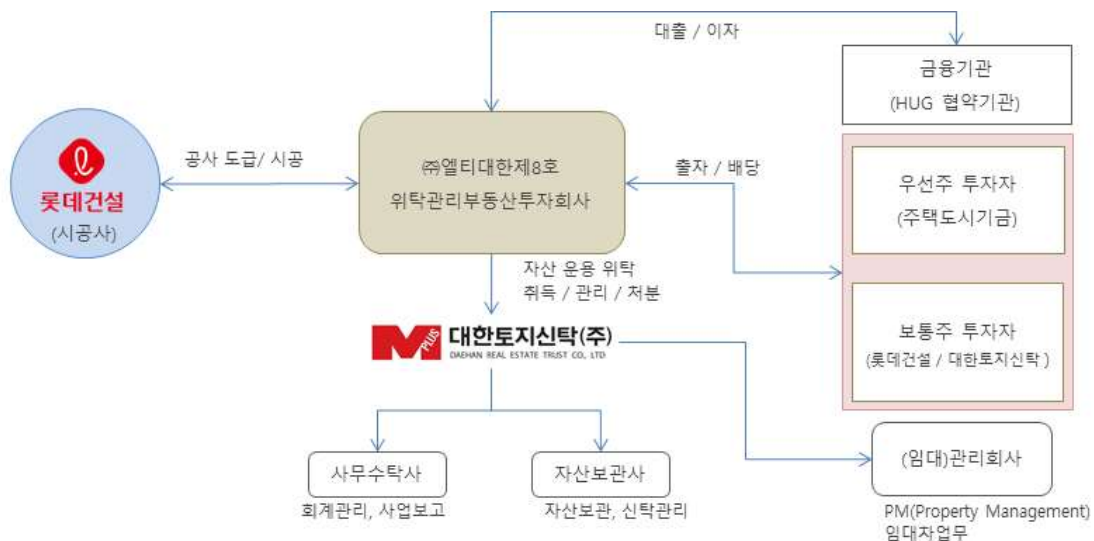 대출 / 이자
금융기관
(HUG 협약기관)
롯데건설
(시공사)
공사 도급/ 시공
㈜엘티대한제8호
위탁관리부동산투자회사
출자 / 배당
우선주 투자자
(주택도시기금)
자산 운용 위탁
취득 / 관리 / 처분
보통주 투자자
(롯데건설 / 대한토지신탁 )
M PLUS 대한토지신탁(주)
DAEHAN REAL ESTATE TRUST CO., LTD
사무수탁사
회계관리, 사업보고
자산보관사
자산보관, 신탁관리
(임대)관리회사
PM(Property Management)
임대차업무